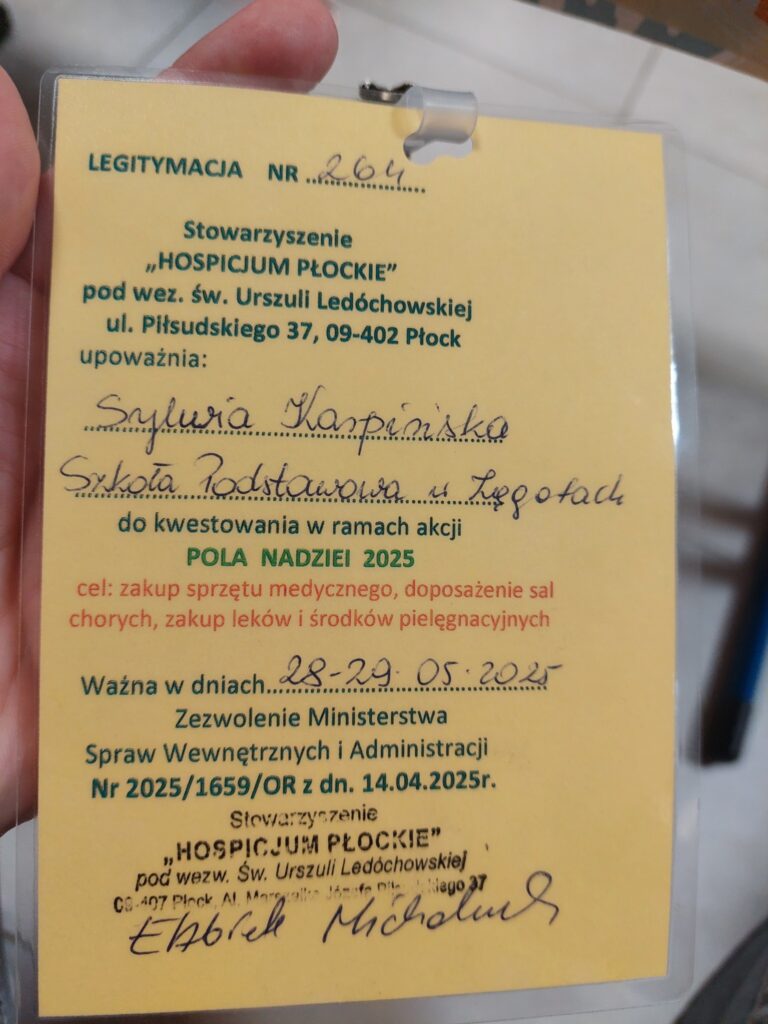 LEGITYMACJA NR 264
Stowarzyszenie
„HOSPICJUM PŁOCKIE”
pod wez. św. Urszuli Ledóchowskiej
ul. Piłsudskiego 37, 09-402 Płock
upoważnia:
Sylwia Karpińska
Szkoła Podstawowa w Łęgotach
do kwestowania w ramach akcji
POLA NADZIEI 2025
cel: zakup sprzętu medycznego, doposażenie sal
chorych, zakup leków i środków pielęgnacyjnych
Ważna w dniach 28-29.05.2025
Zezwolenie Ministerstwa
Spraw Wewnętrznych i Administracji
Nr 2025/1659/OR z dn. 14.04.2025r.
Stowarzyszenie
„HOSPICJUM PŁOCKIE”
pod wezw. Św. Urszuli Ledóchowskiej
Płock, Al. 37